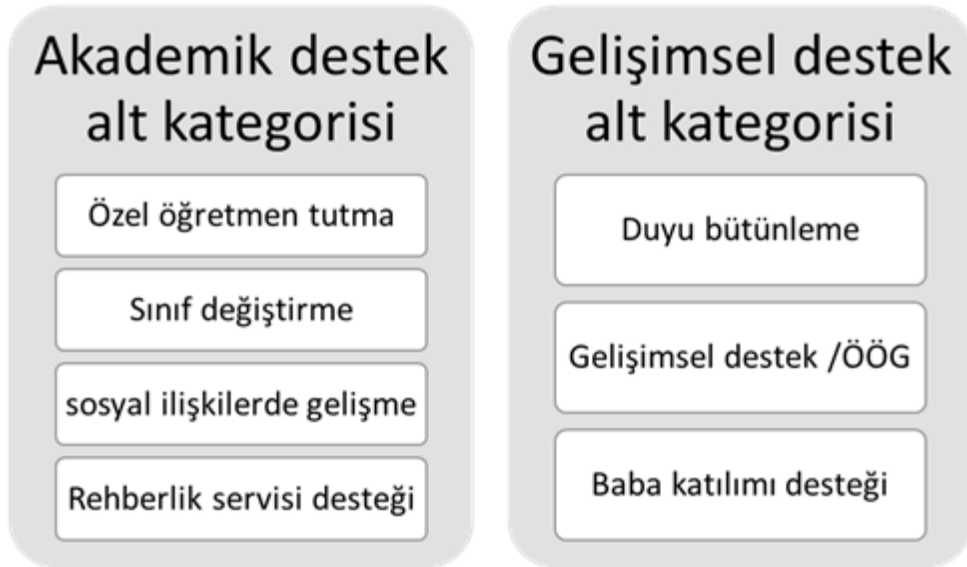 Akademik destek
alt kategorisi
Özel öğretmen tutma
Sınıf değiştirme
sosyal ilişkilerde gelişme
Rehberlik servisi desteği
Gelişimsel destek
alt kategorisi
Duyu bütünleme
Gelişimsel destek /ÖÖG
Baba katılımı desteği